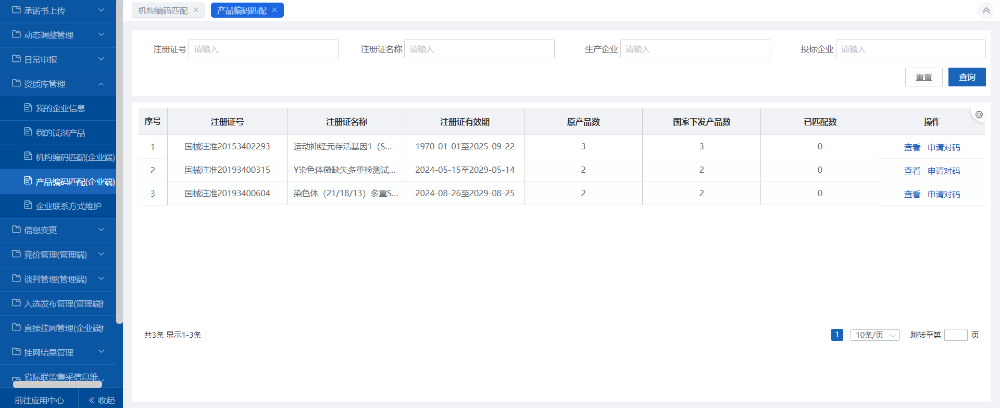 承诺书上传
动态调整管理
日常申报
资质库管理
我的企业信息
我的试剂产品
机构编码匹配(企业端)
产品编码匹配(企业端)
企业联系方式维护
信息变更
竞价管理(管理端)
谈判管理(管理端)
入选发布管理(管理端)
直接挂网管理(企业端)
挂网结果管理
省际联盟集采信息维
前往应用中心 收起
机构编码匹配 产品编码匹配
注册证号 请输入 注册证名称 请输入 生产企业 请输入 投标企业 请输入
重置 查询
序号 注册证号 注册证名称 注册证有效期 原产品数 国家下发产品数 已匹配数 操作
1 国械注准20153402293 运动神经元存活基因1（S... 1970-01-01至2025-09-22 3 3 0 查看 申请对码
2 国械注准20193400315 Y染色体微缺失多重检测试... 2024-05-15至2029-05-14 2 2 0 查看 申请对码
3 国械注准20193400604 染色体（21/18/13）多重S... 2024-08-26至2029-08-25 2 2 0 查看 申请对码
共3条 显示1-3条 1 10条/页 跳转至第 页